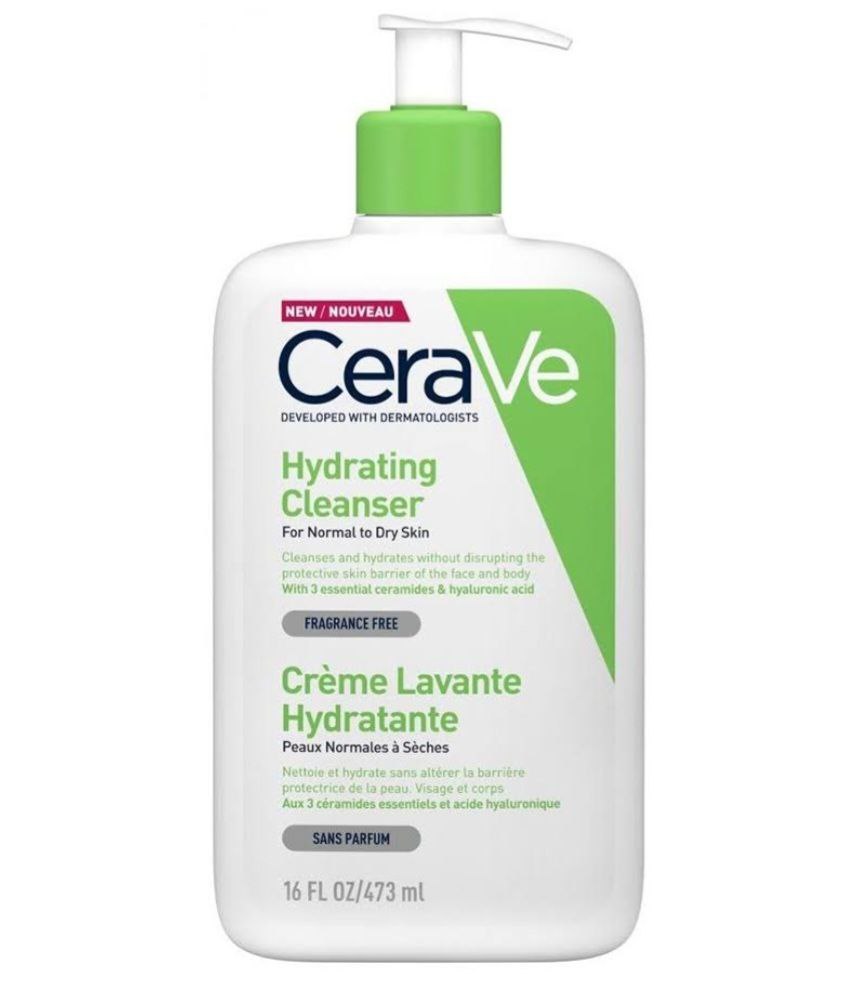 NEW / NOUVEAU
CeraVe
DEVELOPED WITH DERMATOLOGISTS
Hydrating
Cleanser
For Normal to Dry Skin
Cleanses and hydrates without disrupting the
protective skin barrier of the face and body
With 3 essential ceramides & hyaluronic acid
FRAGRANCE FREE
Crème Lavante
Hydratante
Peaux Normales à Sèches
Nettoie et hydrate sans altérer la barrière
protectrice de la peau. Visage et corps
Aux 3 céramides essentiels et acide hyaluronique
SANS PARFUM
16 FL OZ/473 ml